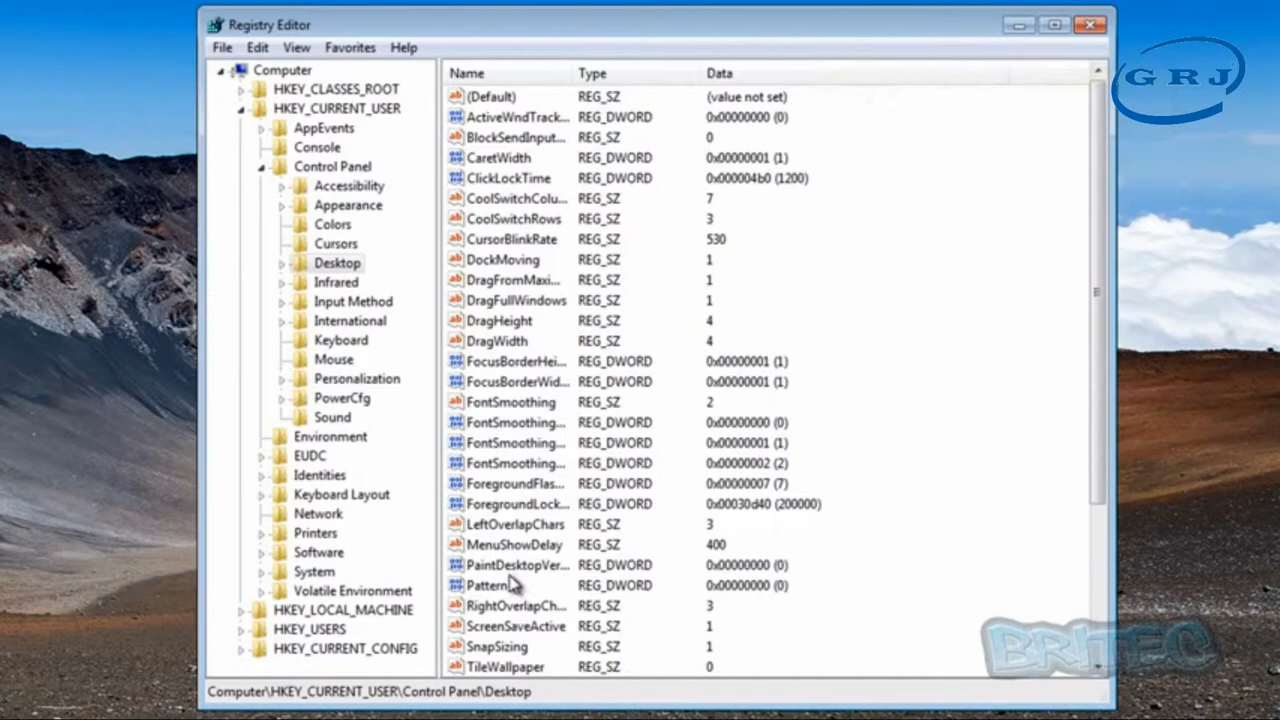 Registry Editor
GRJ
File Edit View Favorites Help
Computer
HKEY_CLASSES_ROOT
HKEY_CURRENT_USER
AppEvents
Console
Control Panel
Accessibility
Appearance
Colors
Cursors
Desktop
Infrared
Input Method
International
Keyboard
Mouse
Personalization
PowerCfg
Sound
Environment
EUDC
Identities
Keyboard Layout
Network
Printers
Software
System
Volatile Environment
HKEY_LOCAL_MACHINE
HKEY_USERS
HKEY_CURRENT_CONFIG
Name Type Data
(Default) REG_SZ (value not set)
ActiveWndTrack... REG_DWORD 0x00000000 (0)
BlockSendInput... REG_SZ 0
CaretWidth REG_DWORD 0x00000001 (1)
ClickLockTime REG_DWORD 0x000004b0 (1200)
CoolSwitchColu... REG_SZ 7
CoolSwitchRows REG_SZ 3
CursorBlinkRate REG_SZ 530
DockMoving REG_SZ 1
DragFromMaxi... REG_SZ 1
DragFullWindows REG_SZ 1
DragHeight REG_SZ 4
DragWidth REG_SZ 4
FocusBorderHei... REG_DWORD 0x00000001 (1)
FocusBorderWid... REG_DWORD 0x00000001 (1)
FontSmoothing REG_SZ 2
FontSmoothing... REG_DWORD 0x00000000 (0)
FontSmoothing... REG_DWORD 0x00000001 (1)
FontSmoothing... REG_DWORD 0x00000002 (2)
ForegroundFlas... REG_DWORD 0x00000007 (7)
ForegroundLock... REG_DWORD 0x00030d40 (200000)
LeftOverlapChars REG_SZ 3
MenuShowDelay REG_SZ 400
PaintDesktopVer... REG_DWORD 0x00000000 (0)
Pattern REG_DWORD 0x00000000 (0)
RightOverlapCh... REG_SZ 3
ScreenSaveActive REG_SZ 1
SnapSizing REG_SZ 1
TileWallpaper REG_SZ 0
BRITEC
Computer\HKEY_CURRENT_USER\Control Panel\Desktop